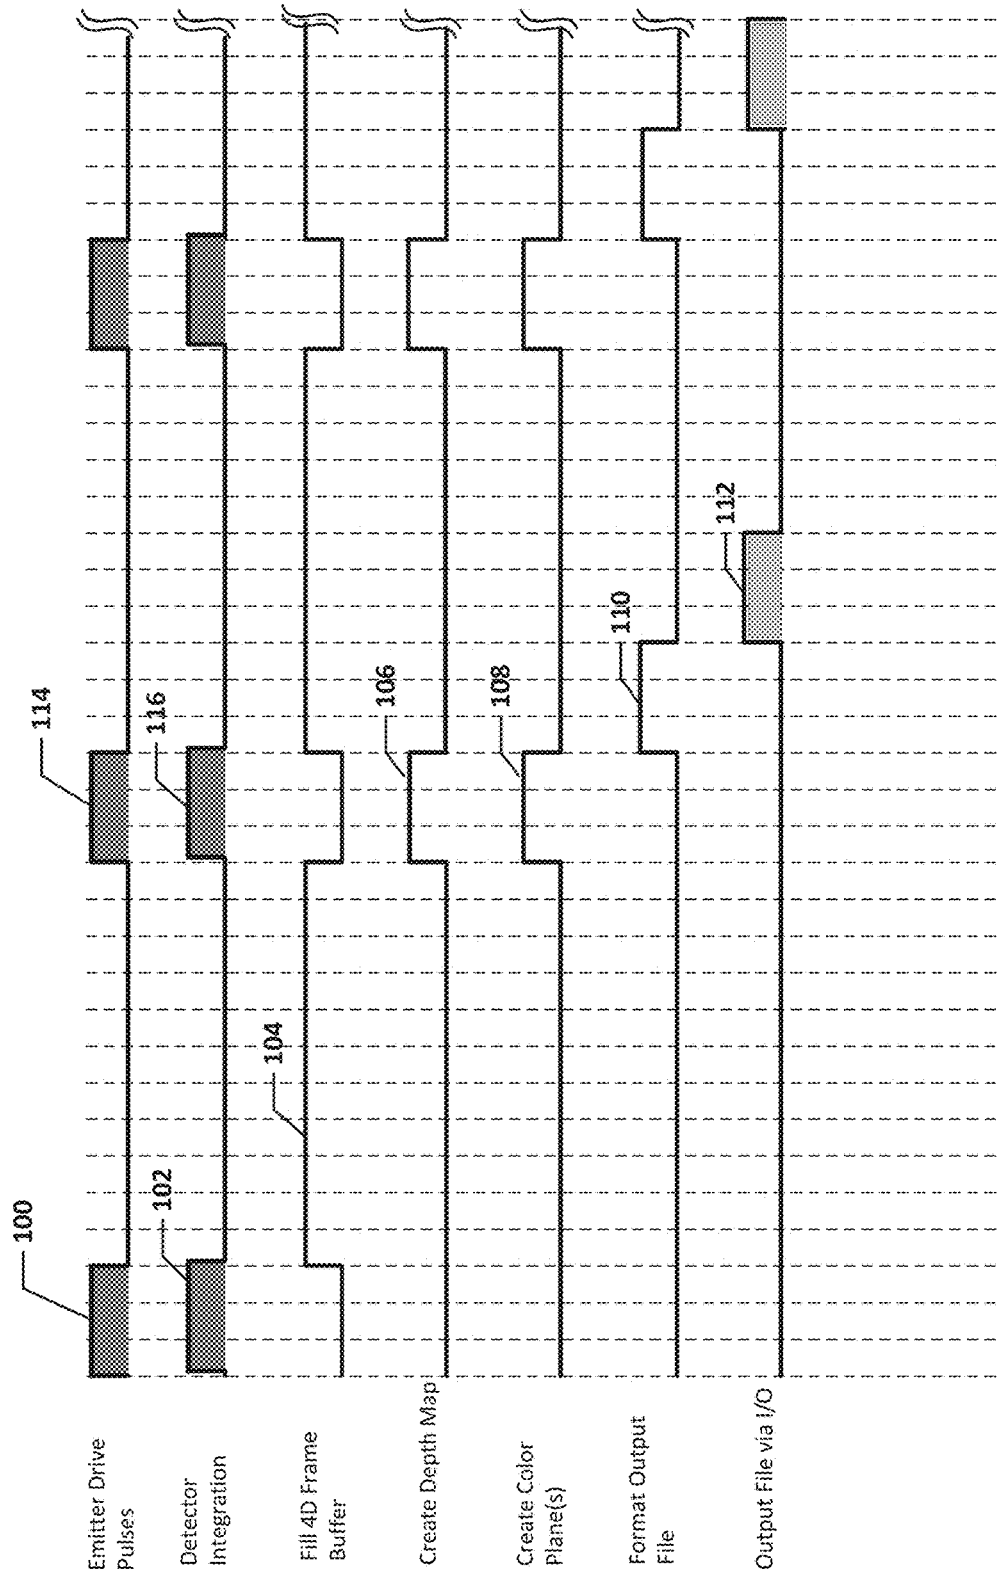 Emitter Drive
Pulses
Detector
Integration
Fill 4D Frame
Buffer
Create Depth Map
Create Color
Plane(s)
Format Output
File
Output File via I/O
100
102
104
114
116
106
108
110
112